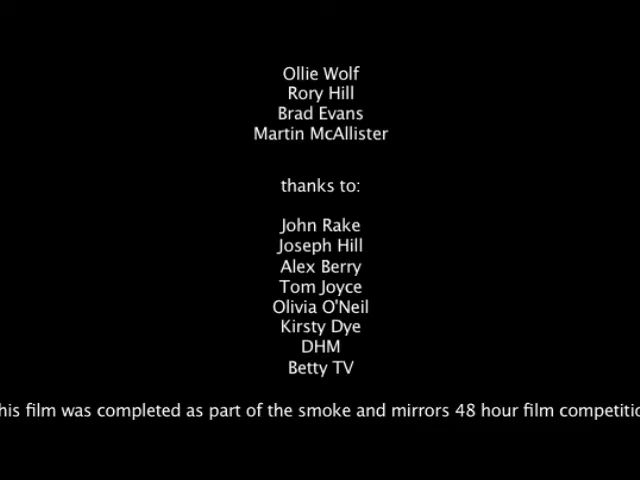 Ollie Wolf
Rory Hill
Brad Evans
Martin McAllister
thanks to:
John Rake
Joseph Hill
Alex Berry
Tom Joyce
Olivia O'Neil
Kirsty Dye
DHM
Betty TV
his film was completed as part of the smoke and mirrors 48 hour film competitio